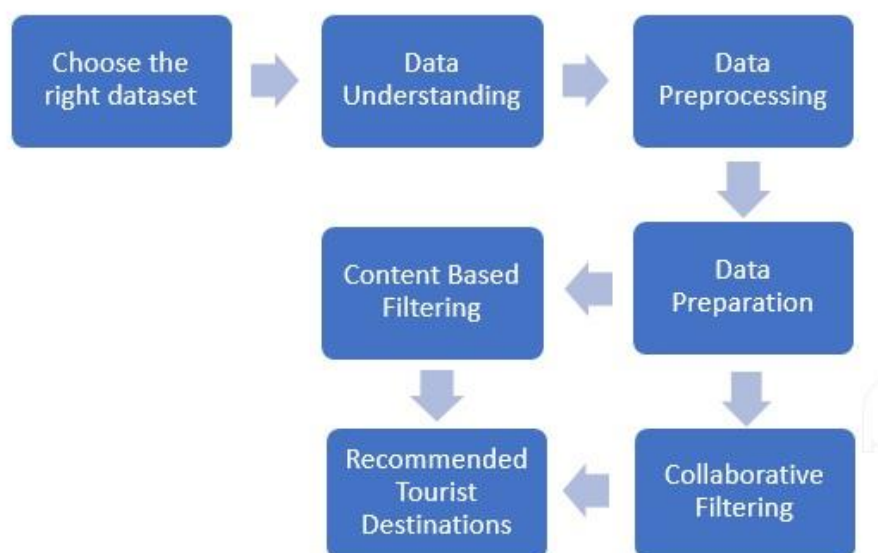 Choose the
right dataset
Data
Understanding
Data
Preprocessing
Content Based
Filtering
Data
Preparation
Recommended
Tourist
Destinations
Collaborative
Filtering